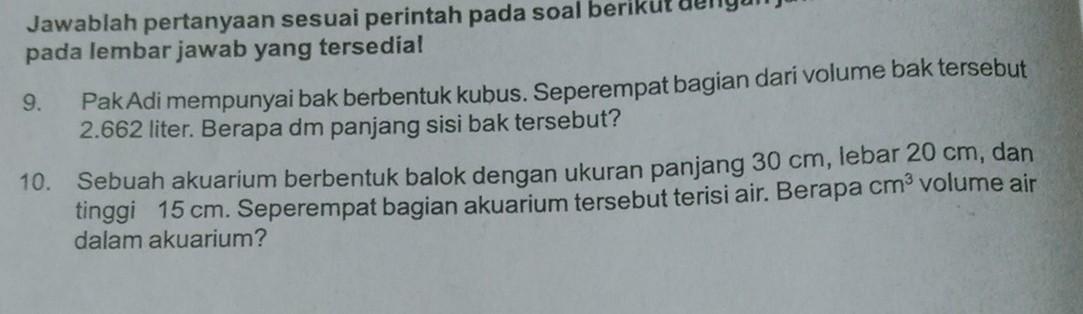 Jawablah pertanyaan sesuai perintah pada soal berikut
pada lembar jawab yang tersedia!
9. Pak Adi mempunyai bak berbentuk kubus. Seperempat bagian dari volume bak tersebut
2.662 liter. Berapa dm panjang sisi bak tersebut?
10. Sebuah akuarium berbentuk balok dengan ukuran panjang 30 cm, lebar 20 cm, dan
tinggi 15 cm. Seperempat bagian akuarium tersebut terisi air. Berapa cm³ volume air
dalam akuarium?